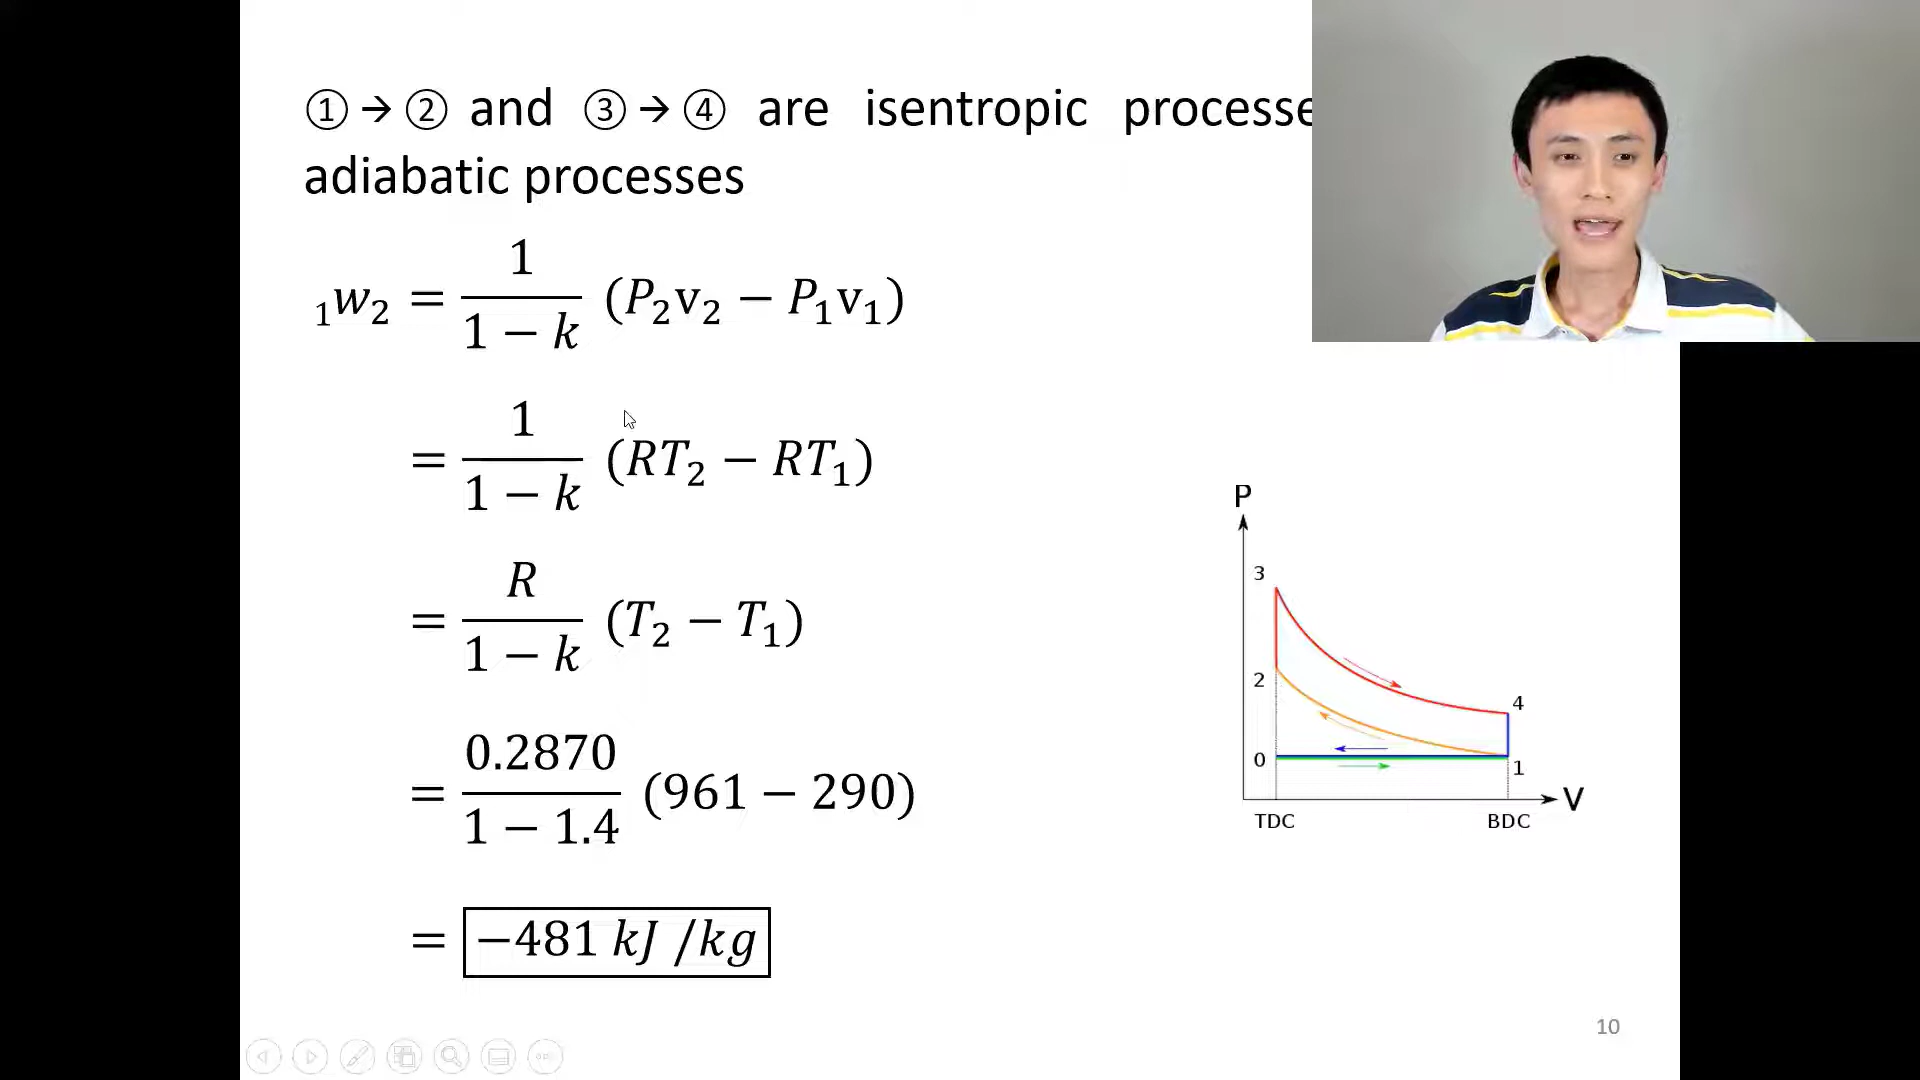 ① → ② and ③ → ④ are isentropic
adiabatic processes
₁w₂ = 1/(1 − k) (P₂v₂ − P₁v₁)
= 1/(1 − k) (RT₂ − RT₁)
= R/(1 − k) (T₂ − T₁)
= 0.2870/(1 − 1.4) (961 − 290)
= −481 kJ /kg
P
3
2
4
0
1
V
TDC BDC
10